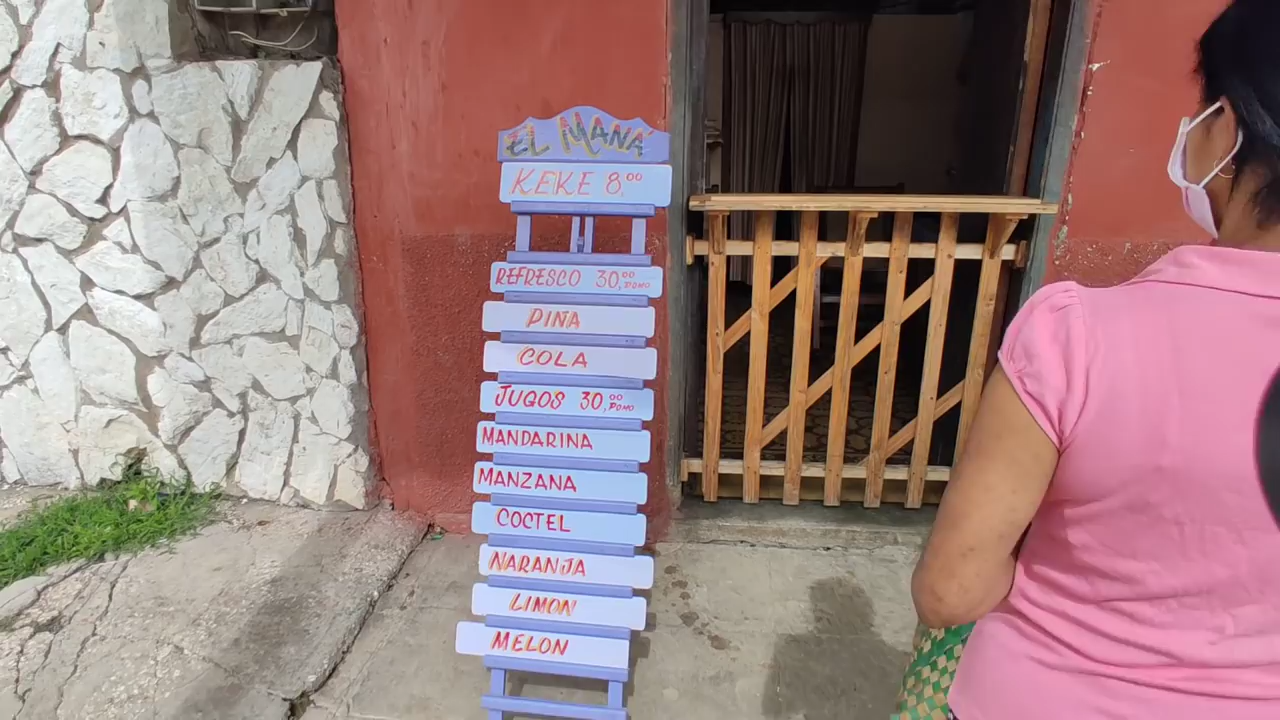 EL MANÁ
KEKE 8.00
REFRESCO 30,00 POMO
PIÑA
COLA
JUGOS 30,00 POMO
MANDARINA
MANZANA
COCTEL
NARANJA
LIMON
MELON